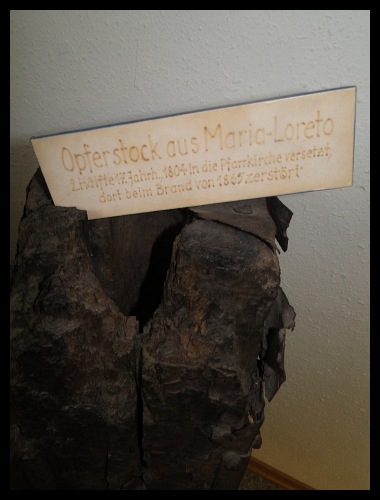 Opferstock aus Maria-Loreto
2. hälfte 17. Jahrh., 1804 in die Pfarrkirche versetzt,
dort beim Brand von 1865 zerstört